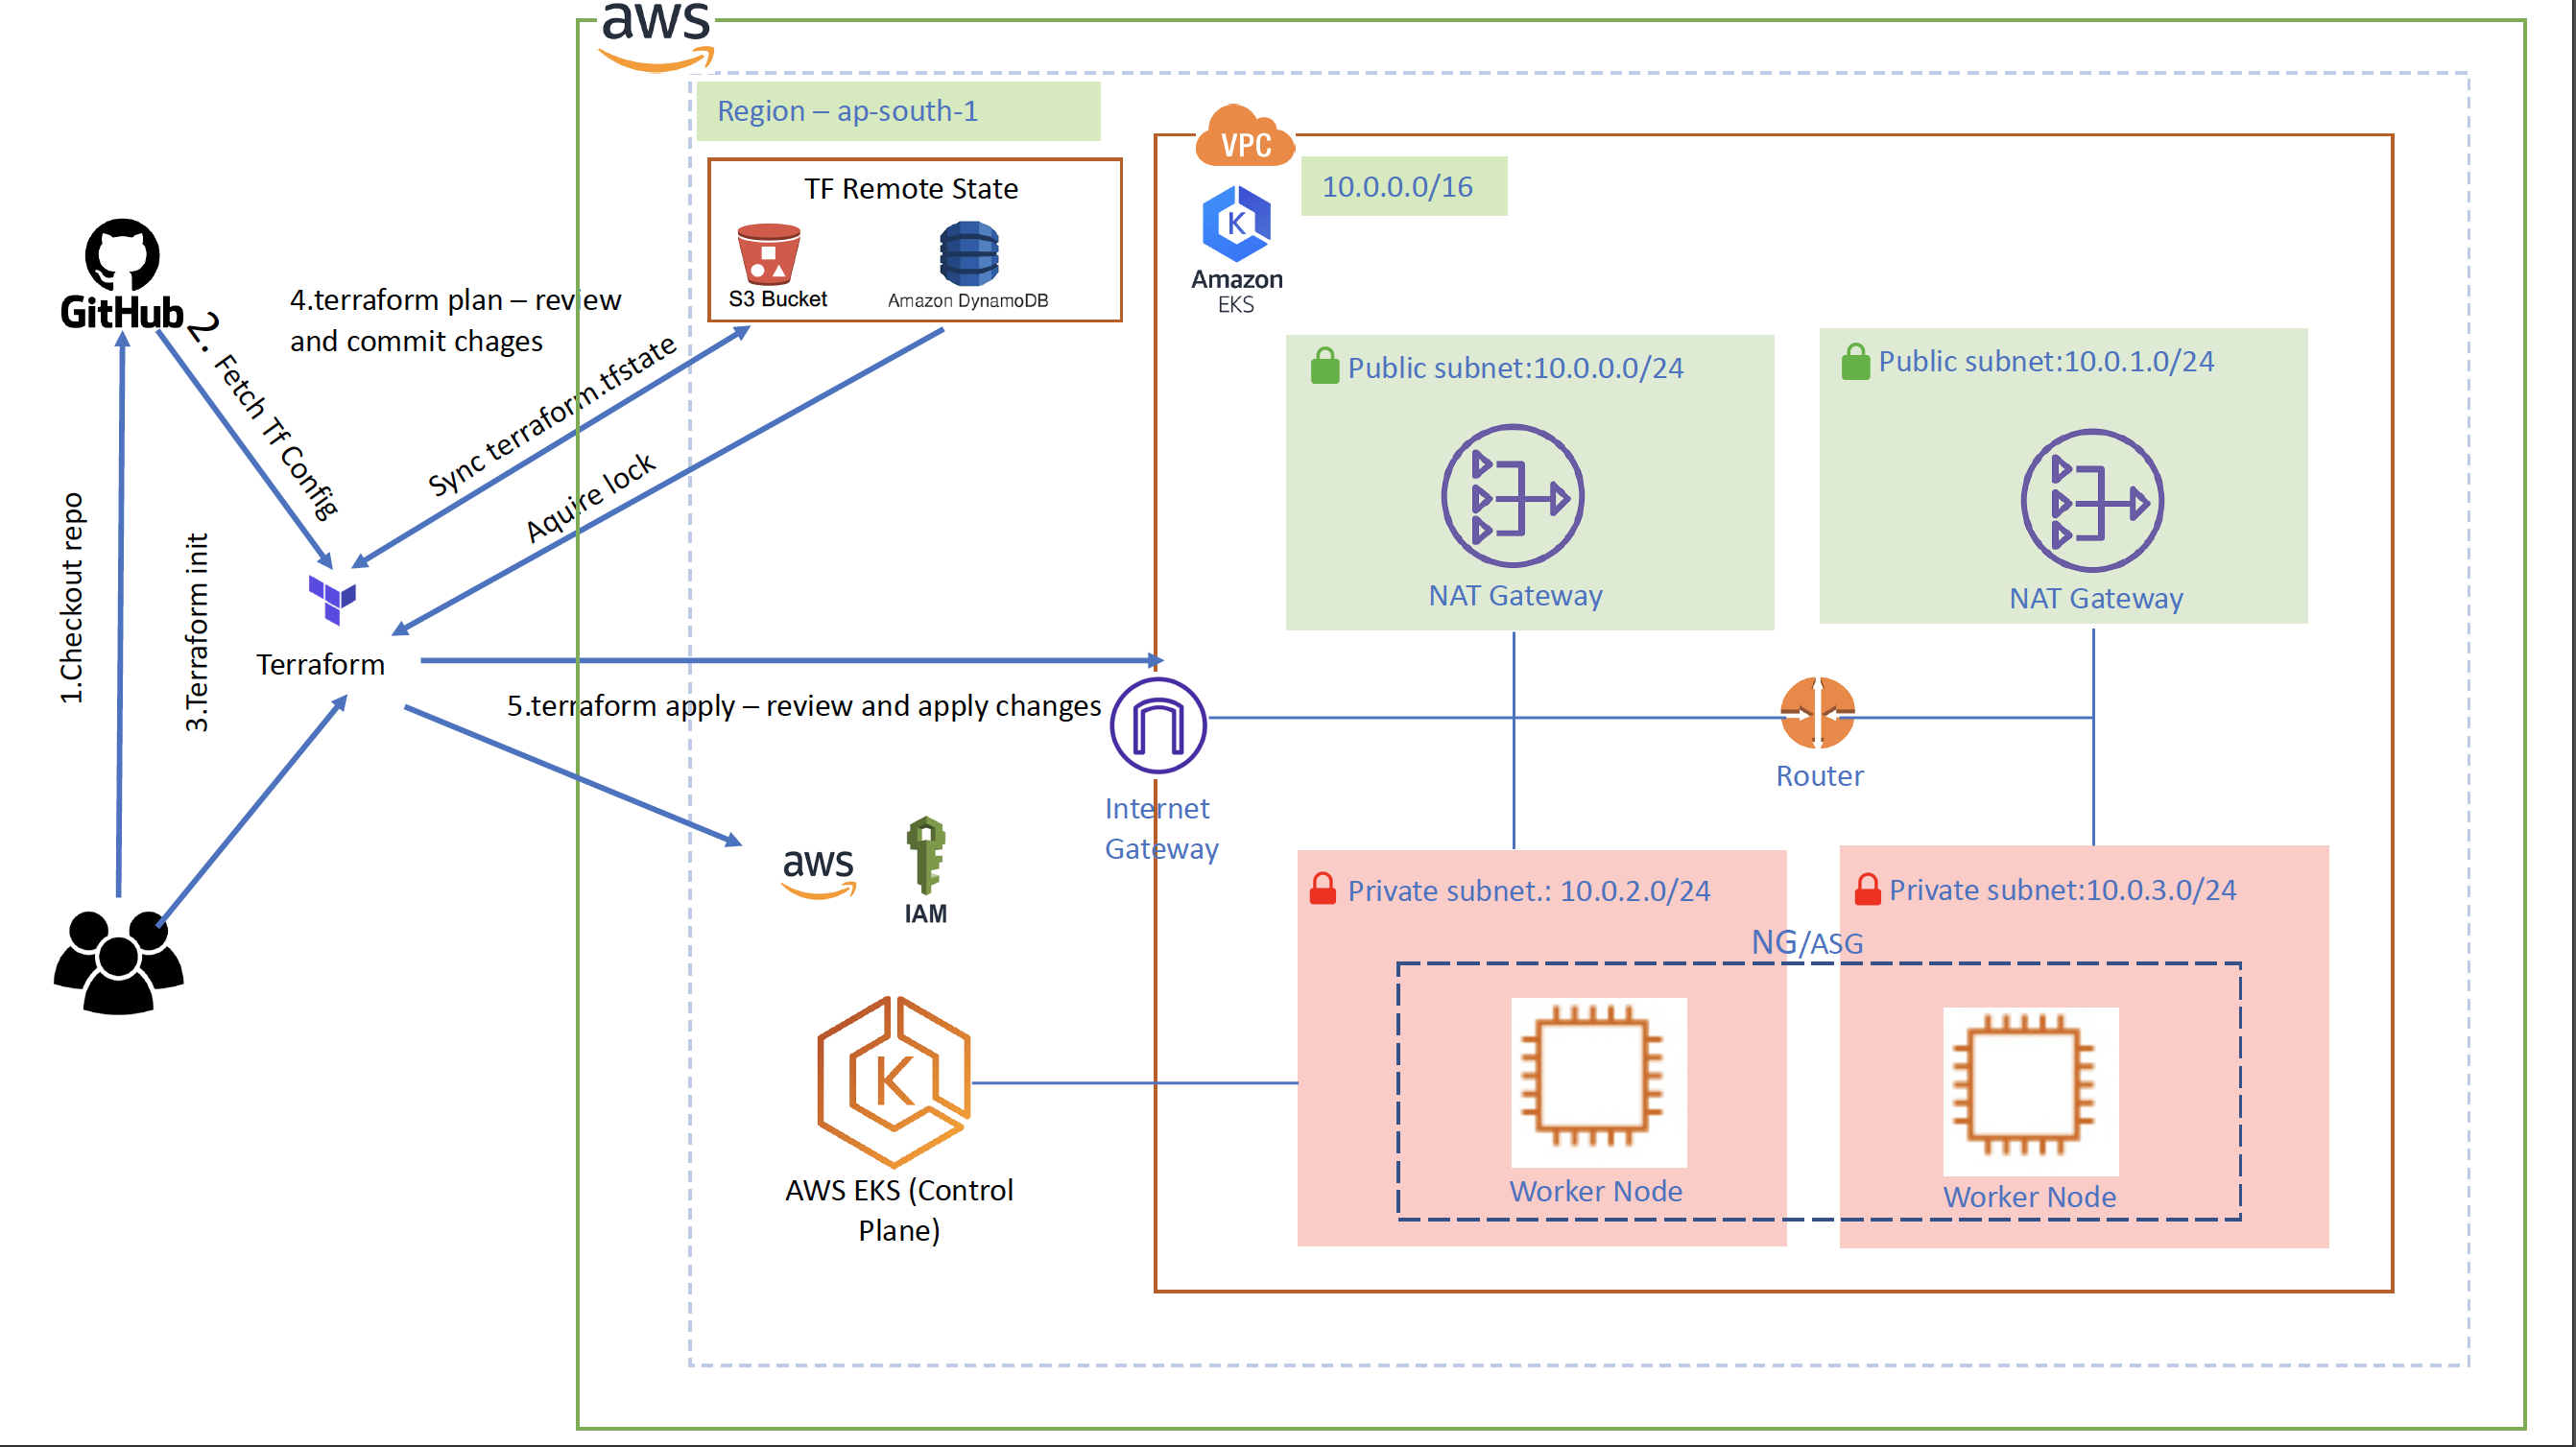 aws
Region – ap-south-1
TF Remote State
S3 Bucket
Amazon DynamoDB
VPC
10.0.0.0/16
K
Amazon
EKS
GitHub
1.Checkout repo
2. Fetch Tf Config
3.Terraform init
4.terraform plan – review
and commit chages
Sync terraform.tfstate
Aquire lock
Terraform
5.terraform apply – review and apply changes
Public subnet:10.0.0.0/24
NAT Gateway
Public subnet:10.0.1.0/24
NAT Gateway
Internet
Gateway
Router
aws
IAM
K
AWS EKS (Control
Plane)
Private subnet.: 10.0.2.0/24
Private subnet:10.0.3.0/24
NG/ASG
Worker Node
Worker Node